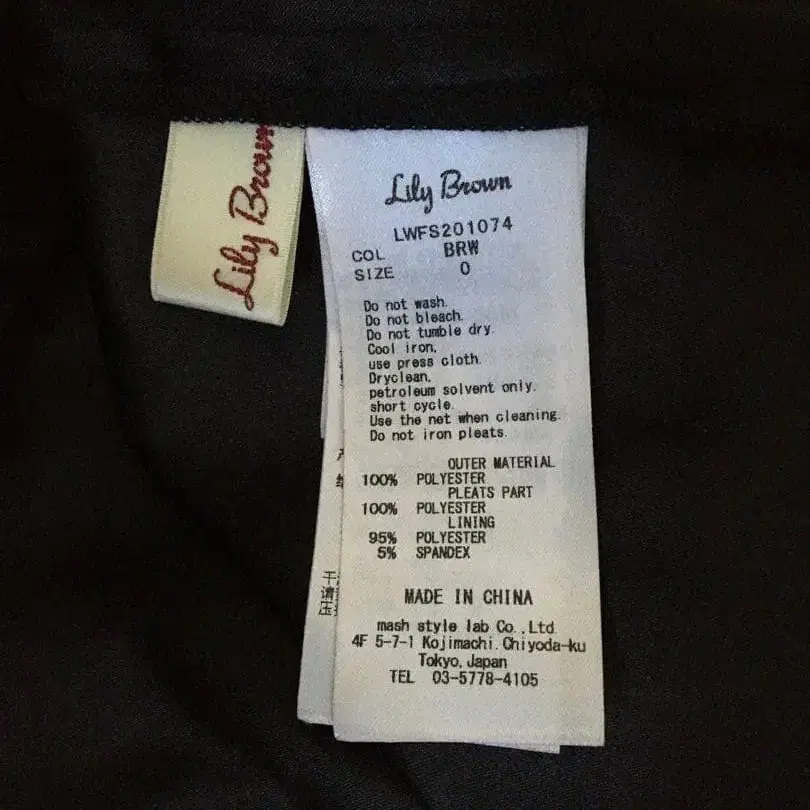 Lily Brown
Lily Brown
LWFS201074
COL BRW
SIZE 0
Do not wash.
Do not bleach.
Do not tumble dry.
Cool iron,
use press cloth.
Dryclean,
petroleum solvent only.
short cycle.
Use the net when cleaning.
Do not iron pleats.
OUTER MATERIAL
100% POLYESTER
PLEATS PART
100% POLYESTER
LINING
95% POLYESTER
5% SPANDEX
MADE IN CHINA
mash style lab Co.,Ltd.
4F 5-7-1 Kojimachi.Chiyoda-ku
Tokyo,Japan
TEL 03-5778-4105
干
请
压